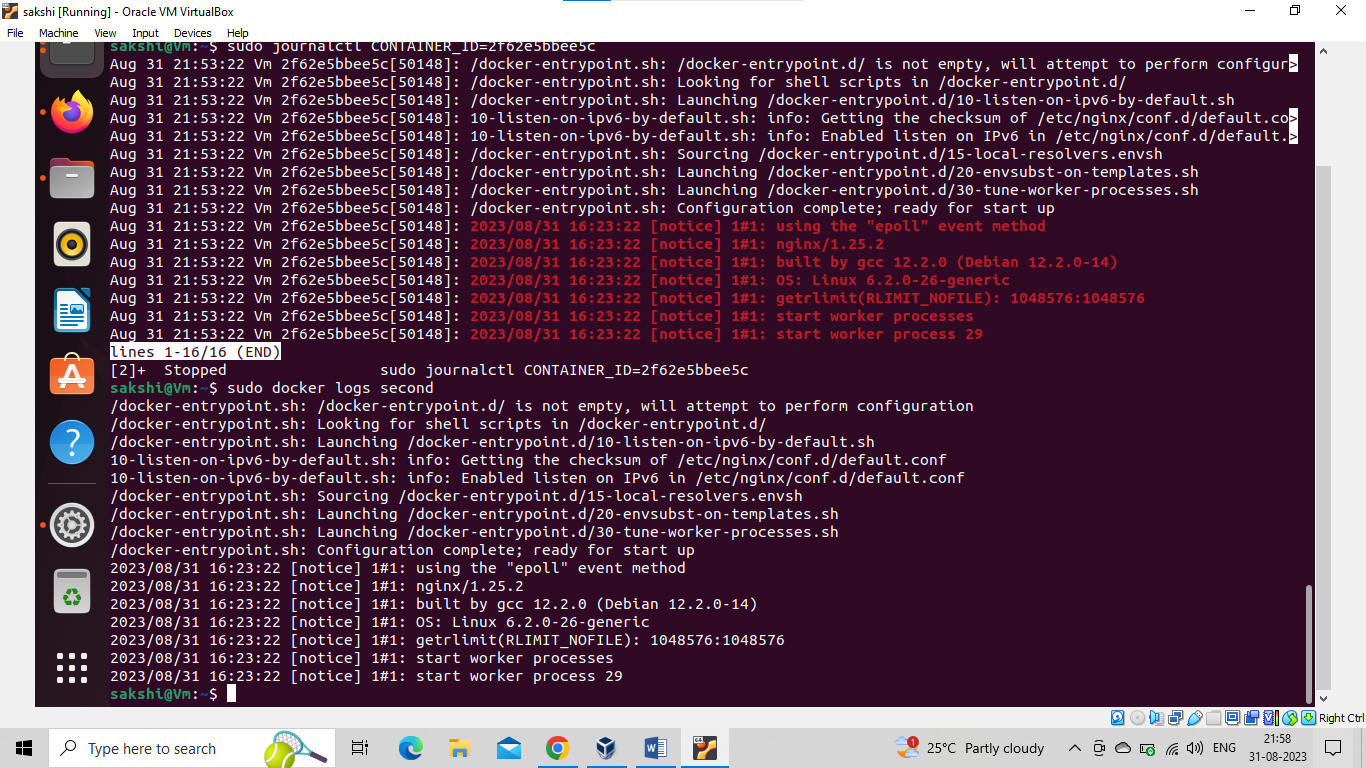 sakshi [Running] - Oracle VM VirtualBox
File Machine View Input Devices Help
sakshi@Vm:~$ sudo journalctl CONTAINER_ID=2f62e5bbee5c
Aug 31 21:53:22 Vm 2f62e5bbee5c[50148]: /docker-entrypoint.sh: /docker-entrypoint.d/ is not empty, will attempt to perform configur>
Aug 31 21:53:22 Vm 2f62e5bbee5c[50148]: /docker-entrypoint.sh: Looking for shell scripts in /docker-entrypoint.d/
Aug 31 21:53:22 Vm 2f62e5bbee5c[50148]: /docker-entrypoint.sh: Launching /docker-entrypoint.d/10-listen-on-ipv6-by-default.sh
Aug 31 21:53:22 Vm 2f62e5bbee5c[50148]: 10-listen-on-ipv6-by-default.sh: info: Getting the checksum of /etc/nginx/conf.d/default.co>
Aug 31 21:53:22 Vm 2f62e5bbee5c[50148]: 10-listen-on-ipv6-by-default.sh: info: Enabled listen on IPv6 in /etc/nginx/conf.d/default.>
Aug 31 21:53:22 Vm 2f62e5bbee5c[50148]: /docker-entrypoint.sh: Sourcing /docker-entrypoint.d/15-local-resolvers.envsh
Aug 31 21:53:22 Vm 2f62e5bbee5c[50148]: /docker-entrypoint.sh: Launching /docker-entrypoint.d/20-envsubst-on-templates.sh
Aug 31 21:53:22 Vm 2f62e5bbee5c[50148]: /docker-entrypoint.sh: Launching /docker-entrypoint.d/30-tune-worker-processes.sh
Aug 31 21:53:22 Vm 2f62e5bbee5c[50148]: /docker-entrypoint.sh: Configuration complete; ready for start up
Aug 31 21:53:22 Vm 2f62e5bbee5c[50148]: 2023/08/31 16:23:22 [notice] 1#1: using the "epoll" event method
Aug 31 21:53:22 Vm 2f62e5bbee5c[50148]: 2023/08/31 16:23:22 [notice] 1#1: nginx/1.25.2
Aug 31 21:53:22 Vm 2f62e5bbee5c[50148]: 2023/08/31 16:23:22 [notice] 1#1: built by gcc 12.2.0 (Debian 12.2.0-14)
Aug 31 21:53:22 Vm 2f62e5bbee5c[50148]: 2023/08/31 16:23:22 [notice] 1#1: OS: Linux 6.2.0-26-generic
Aug 31 21:53:22 Vm 2f62e5bbee5c[50148]: 2023/08/31 16:23:22 [notice] 1#1: getrlimit(RLIMIT_NOFILE): 1048576:1048576
Aug 31 21:53:22 Vm 2f62e5bbee5c[50148]: 2023/08/31 16:23:22 [notice] 1#1: start worker processes
Aug 31 21:53:22 Vm 2f62e5bbee5c[50148]: 2023/08/31 16:23:22 [notice] 1#1: start worker process 29
lines 1-16/16 (END)
[2]+  Stopped                 sudo journalctl CONTAINER_ID=2f62e5bbee5c
sakshi@Vm:~$ sudo docker logs second
/docker-entrypoint.sh: /docker-entrypoint.d/ is not empty, will attempt to perform configuration
/docker-entrypoint.sh: Looking for shell scripts in /docker-entrypoint.d/
/docker-entrypoint.sh: Launching /docker-entrypoint.d/10-listen-on-ipv6-by-default.sh
10-listen-on-ipv6-by-default.sh: info: Getting the checksum of /etc/nginx/conf.d/default.conf
10-listen-on-ipv6-by-default.sh: info: Enabled listen on IPv6 in /etc/nginx/conf.d/default.conf
/docker-entrypoint.sh: Sourcing /docker-entrypoint.d/15-local-resolvers.envsh
/docker-entrypoint.sh: Launching /docker-entrypoint.d/20-envsubst-on-templates.sh
/docker-entrypoint.sh: Launching /docker-entrypoint.d/30-tune-worker-processes.sh
/docker-entrypoint.sh: Configuration complete; ready for start up
2023/08/31 16:23:22 [notice] 1#1: using the "epoll" event method
2023/08/31 16:23:22 [notice] 1#1: nginx/1.25.2
2023/08/31 16:23:22 [notice] 1#1: built by gcc 12.2.0 (Debian 12.2.0-14)
2023/08/31 16:23:22 [notice] 1#1: OS: Linux 6.2.0-26-generic
2023/08/31 16:23:22 [notice] 1#1: getrlimit(RLIMIT_NOFILE): 1048576:1048576
2023/08/31 16:23:22 [notice] 1#1: start worker processes
2023/08/31 16:23:22 [notice] 1#1: start worker process 29
sakshi@Vm:~$
Right Ctrl
Type here to search
1
25°C Partly cloudy
ENG
21:58
31-08-2023